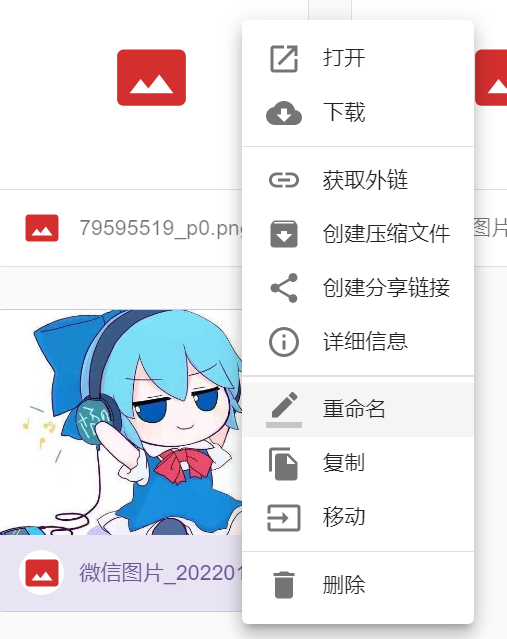 打开
下载
获取外链
79595519_p0.png
图片
创建压缩文件
创建分享链接
详细信息
重命名
复制
移动
微信图片_20220
删除